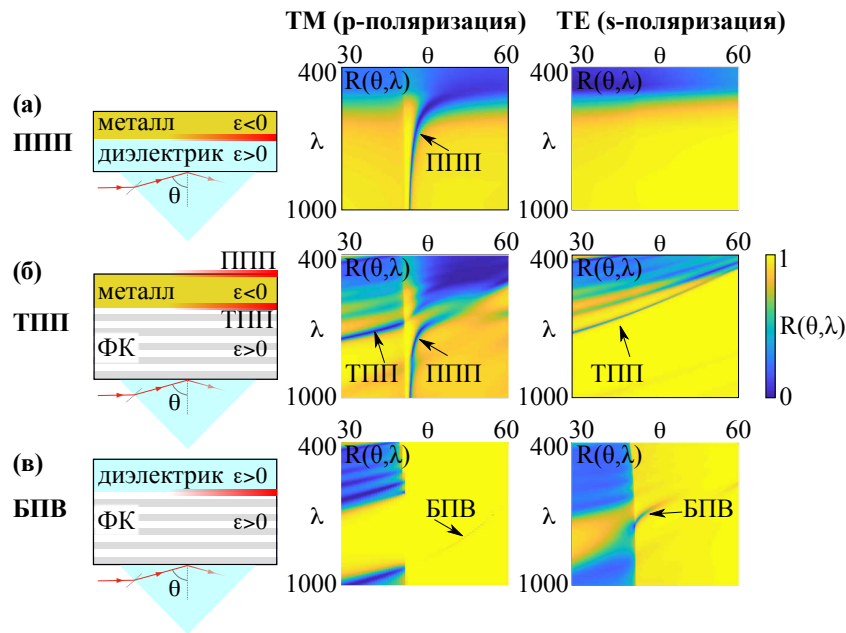 TM (p-поляризация)
TE (s-поляризация)
30 θ 60
30 θ 60
(а)
ППП
металл ε<0
диэлектрик ε>0
θ
400
R(θ,λ)
λ
ППП
1000
400
R(θ,λ)
λ
1000
30 θ 60
30 θ 60
(б)
ТПП
ППП
металл ε<0
ТПП
ФК ε>0
θ
400
R(θ,λ)
λ
ТПП
ППП
1000
400
R(θ,λ)
λ
ТПП
1000
1
R(θ,λ)
0
30 θ 60
30 θ 60
(в)
БПВ
диэлектрик ε>0
ФК ε>0
θ
400
R(θ,λ)
λ
БПВ
1000
400
R(θ,λ)
λ
БПВ
1000